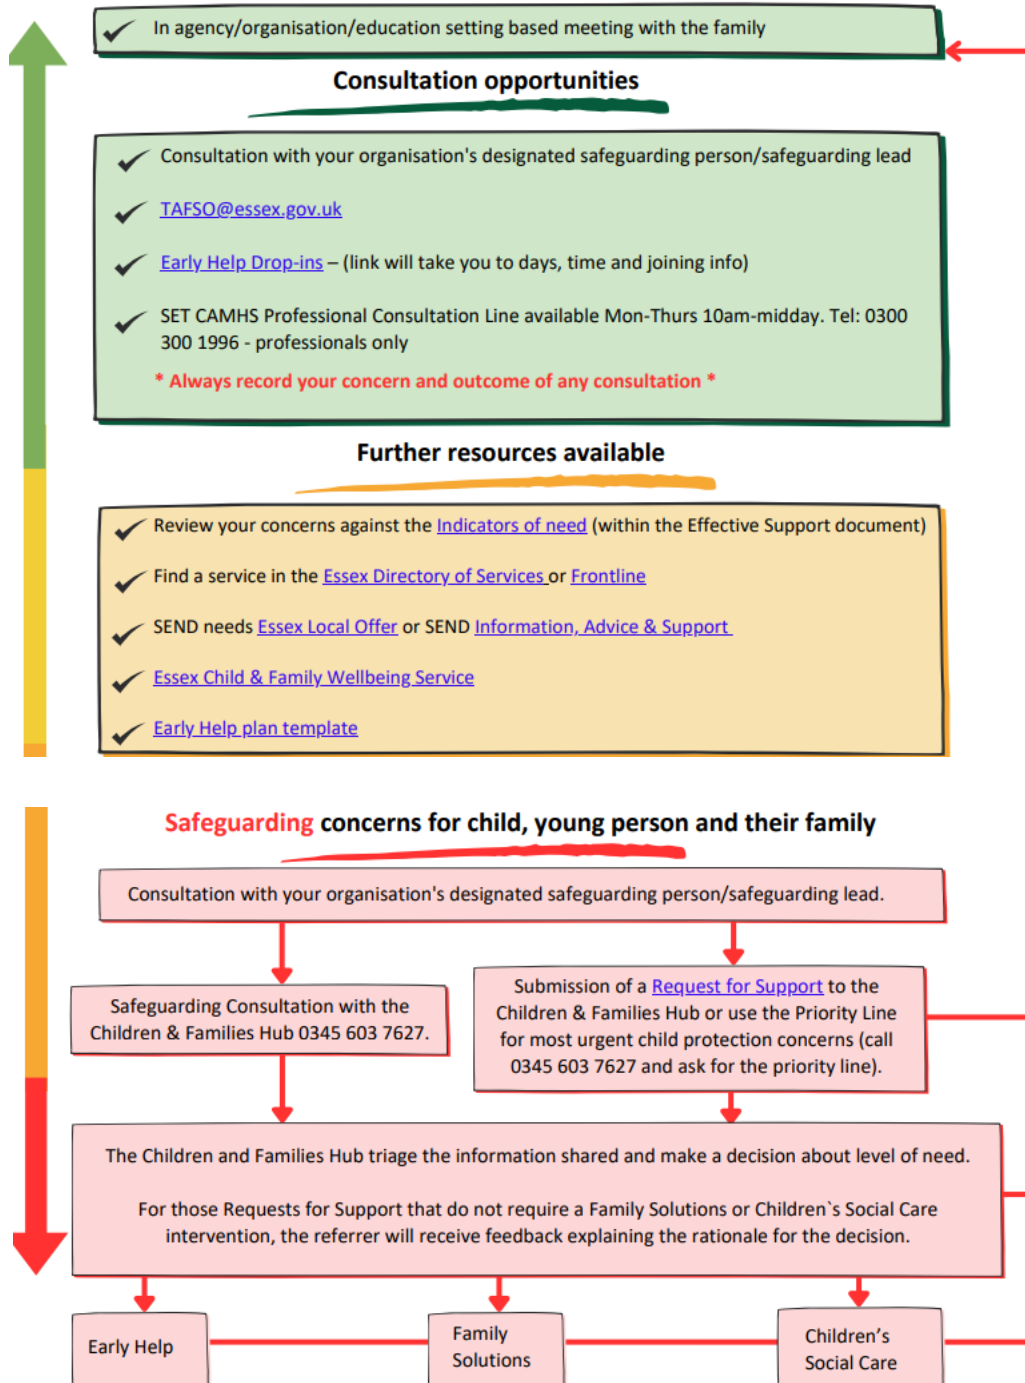 In agency/organisation/education setting based meeting with the family
Consultation opportunities
Consultation with your organisation's designated safeguarding person/safeguarding lead
TAFSO@essex.gov.uk
Early Help Drop-ins – (link will take you to days, time and joining info)
SET CAMHS Professional Consultation Line available Mon-Thurs 10am-midday. Tel: 0300
300 1996 - professionals only
* Always record your concern and outcome of any consultation *
Further resources available
Review your concerns against the Indicators of need (within the Effective Support document)
Find a service in the Essex Directory of Services or Frontline
SEND needs Essex Local Offer or SEND Information, Advice & Support
Essex Child & Family Wellbeing Service
Early Help plan template
Safeguarding concerns for child, young person and their family
Consultation with your organisation's designated safeguarding person/safeguarding lead.
Safeguarding Consultation with the
Children & Families Hub 0345 603 7627.
Submission of a Request for Support to the
Children & Families Hub or use the Priority Line
for most urgent child protection concerns (call
0345 603 7627 and ask for the priority line).
The Children and Families Hub triage the information shared and make a decision about level of need.
For those Requests for Support that do not require a Family Solutions or Children`s Social Care
intervention, the referrer will receive feedback explaining the rationale for the decision.
Early Help
Family
Solutions
Children's
Social Care